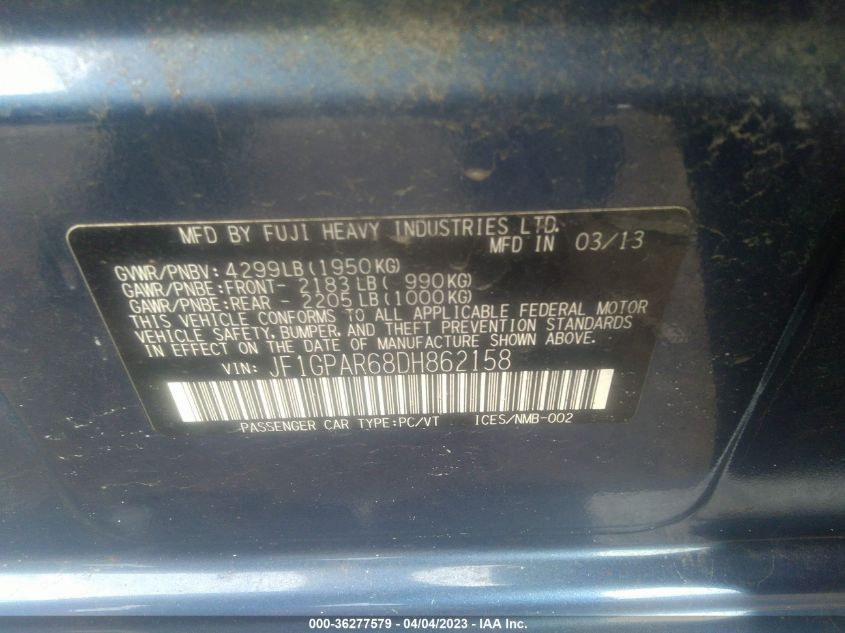 MFD BY FUJI HEAVY INDUSTRIES LTD.
MFD IN 03/13
GVWR/PNBV: 4299LB(1950KG)
GAWR/PNBE:FRONT- 2183LB( 990KG)
GAWR/PNBE:REAR - 2205LB(1000KG)
THIS VEHICLE CONFORMS TO ALL APPLICABLE FEDERAL MOTOR
VEHICLE SAFETY, BUMPER, AND THEFT PREVENTION STANDARDS
IN EFFECT ON THE DATE OF MANUFACTURE SHOWN ABOVE.
VIN: JF1GPAR68DH862158
PASSENGER CAR TYPE:PC/VT ICES/NMB-002
000-36277579 / 04/04/2023 - © IAA Inc.